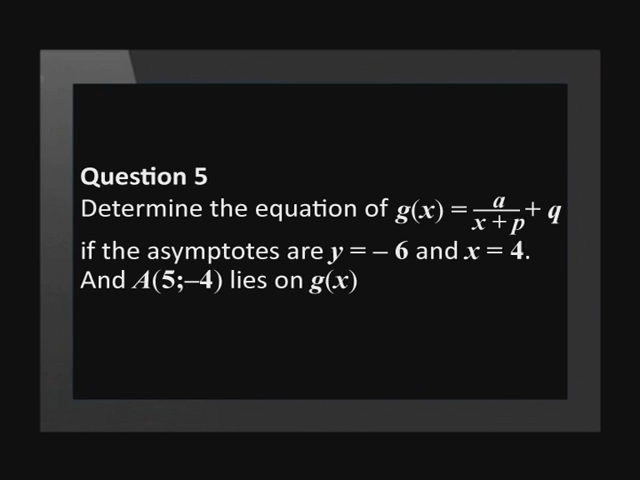 Question 5
Determine the equation of g(x) = a/(x + p) + q
if the asymptotes are y = – 6 and x = 4.
And A(5;–4) lies on g(x)